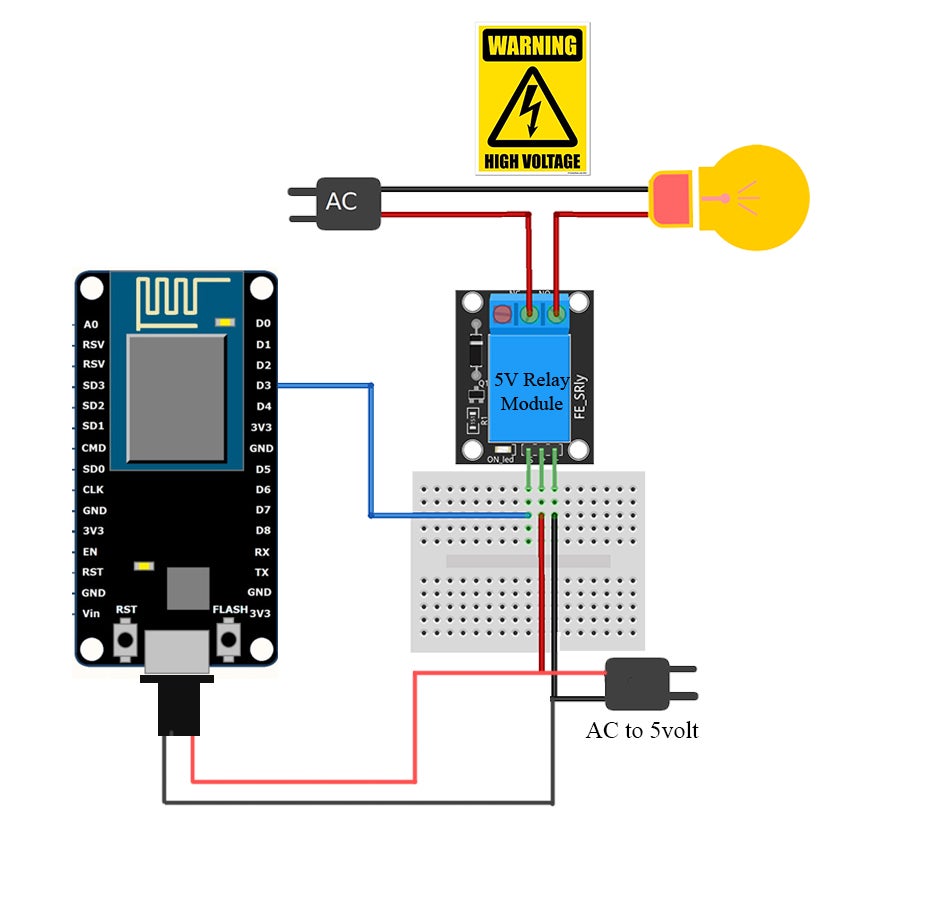 WARNING
HIGH VOLTAGE
AC
A0
RSV
RSV
SD3
SD2
SD1
CMD
SD0
CLK
GND
3V3
EN
RST
GND
Vin
D0
D1
D2
D3
D4
3V3
GND
D5
D6
D7
D8
RX
TX
GND
3V3
RST
FLASH
5V Relay
Module
Q1
R1
FE_SRly
ON_led
AC to 5volt